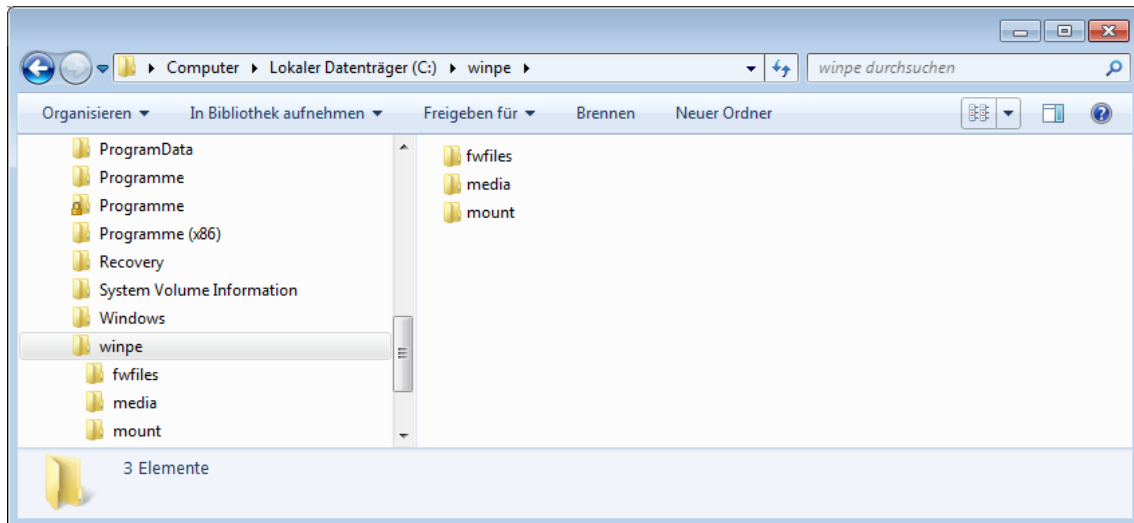 Computer Lokaler Datenträger (C:) winpe winpe durchsuchen
Organisieren In Bibliothek aufnehmen Freigeben für Brennen Neuer Ordner
ProgramData
Programme
Programme
Programme (x86)
Recovery
System Volume Information
Windows
winpe
fwfiles
media
mount
fwfiles
media
mount
3 Elemente